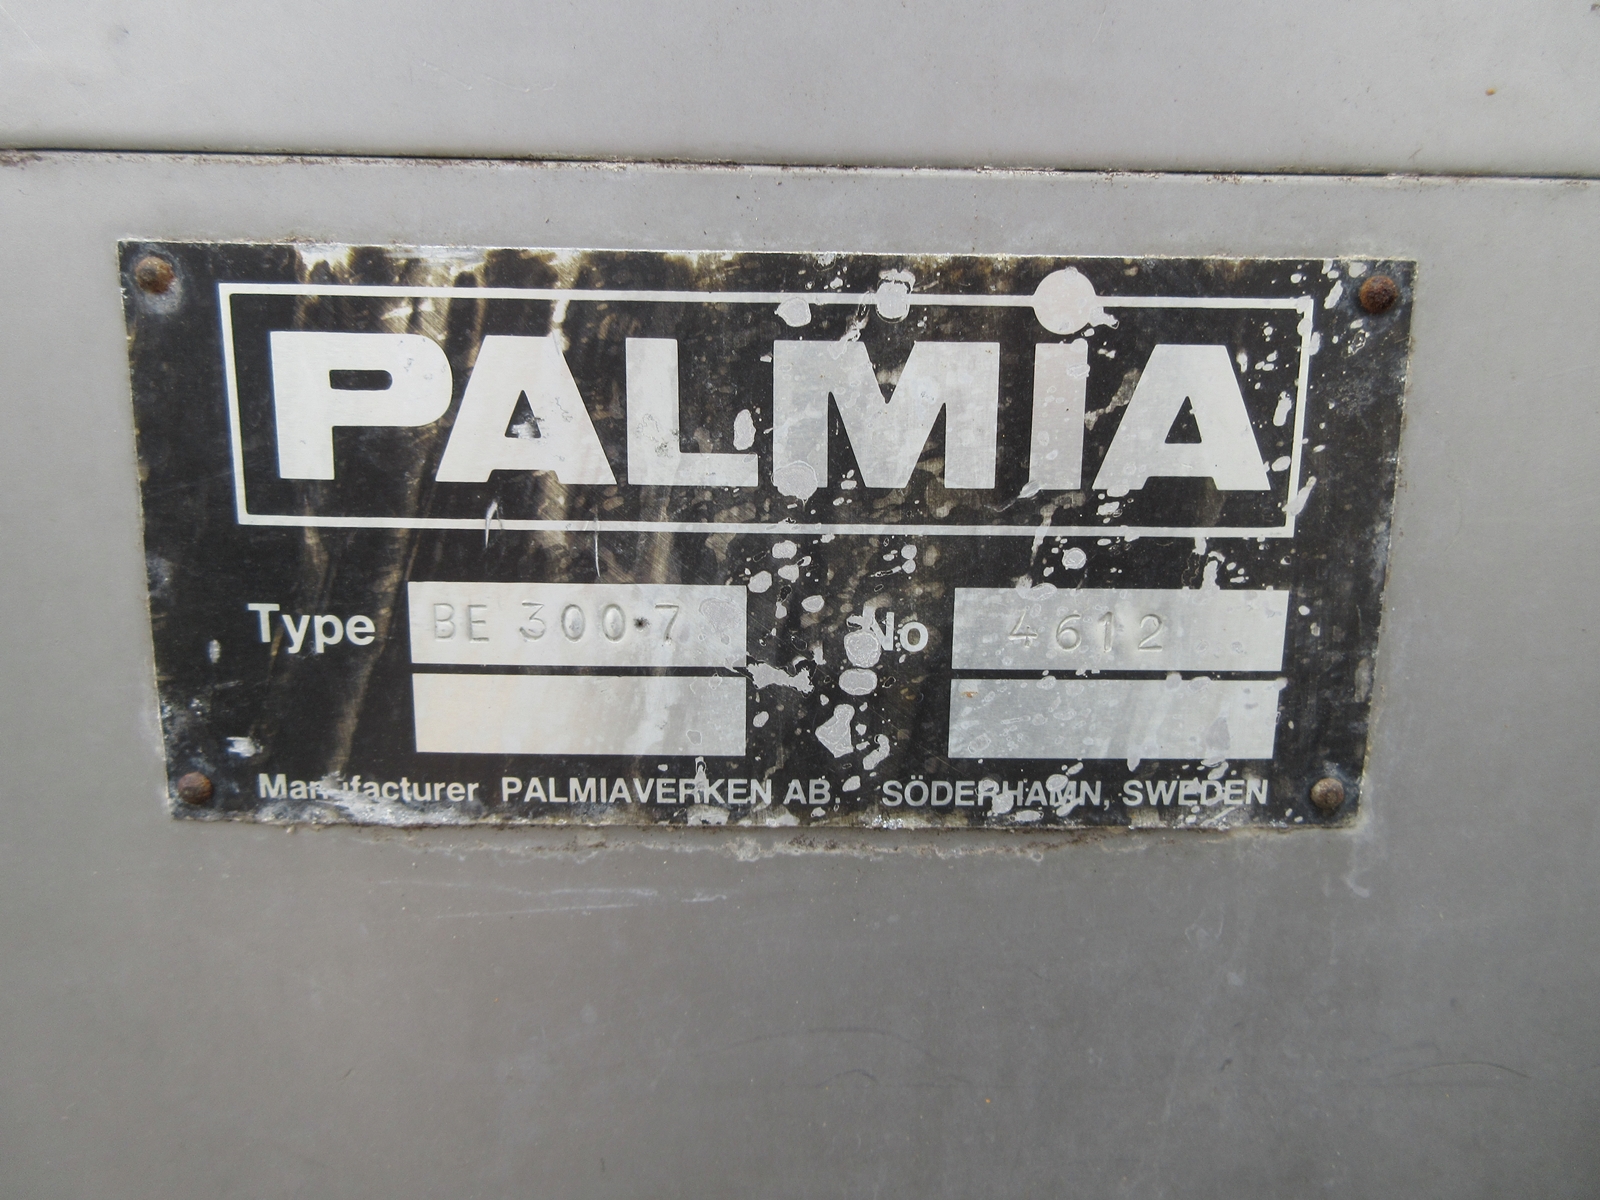 PALMIA
Type BE 300·7 No 4612
Manufacturer PALMIAVERKEN AB, SÖDERHAMN, SWEDEN